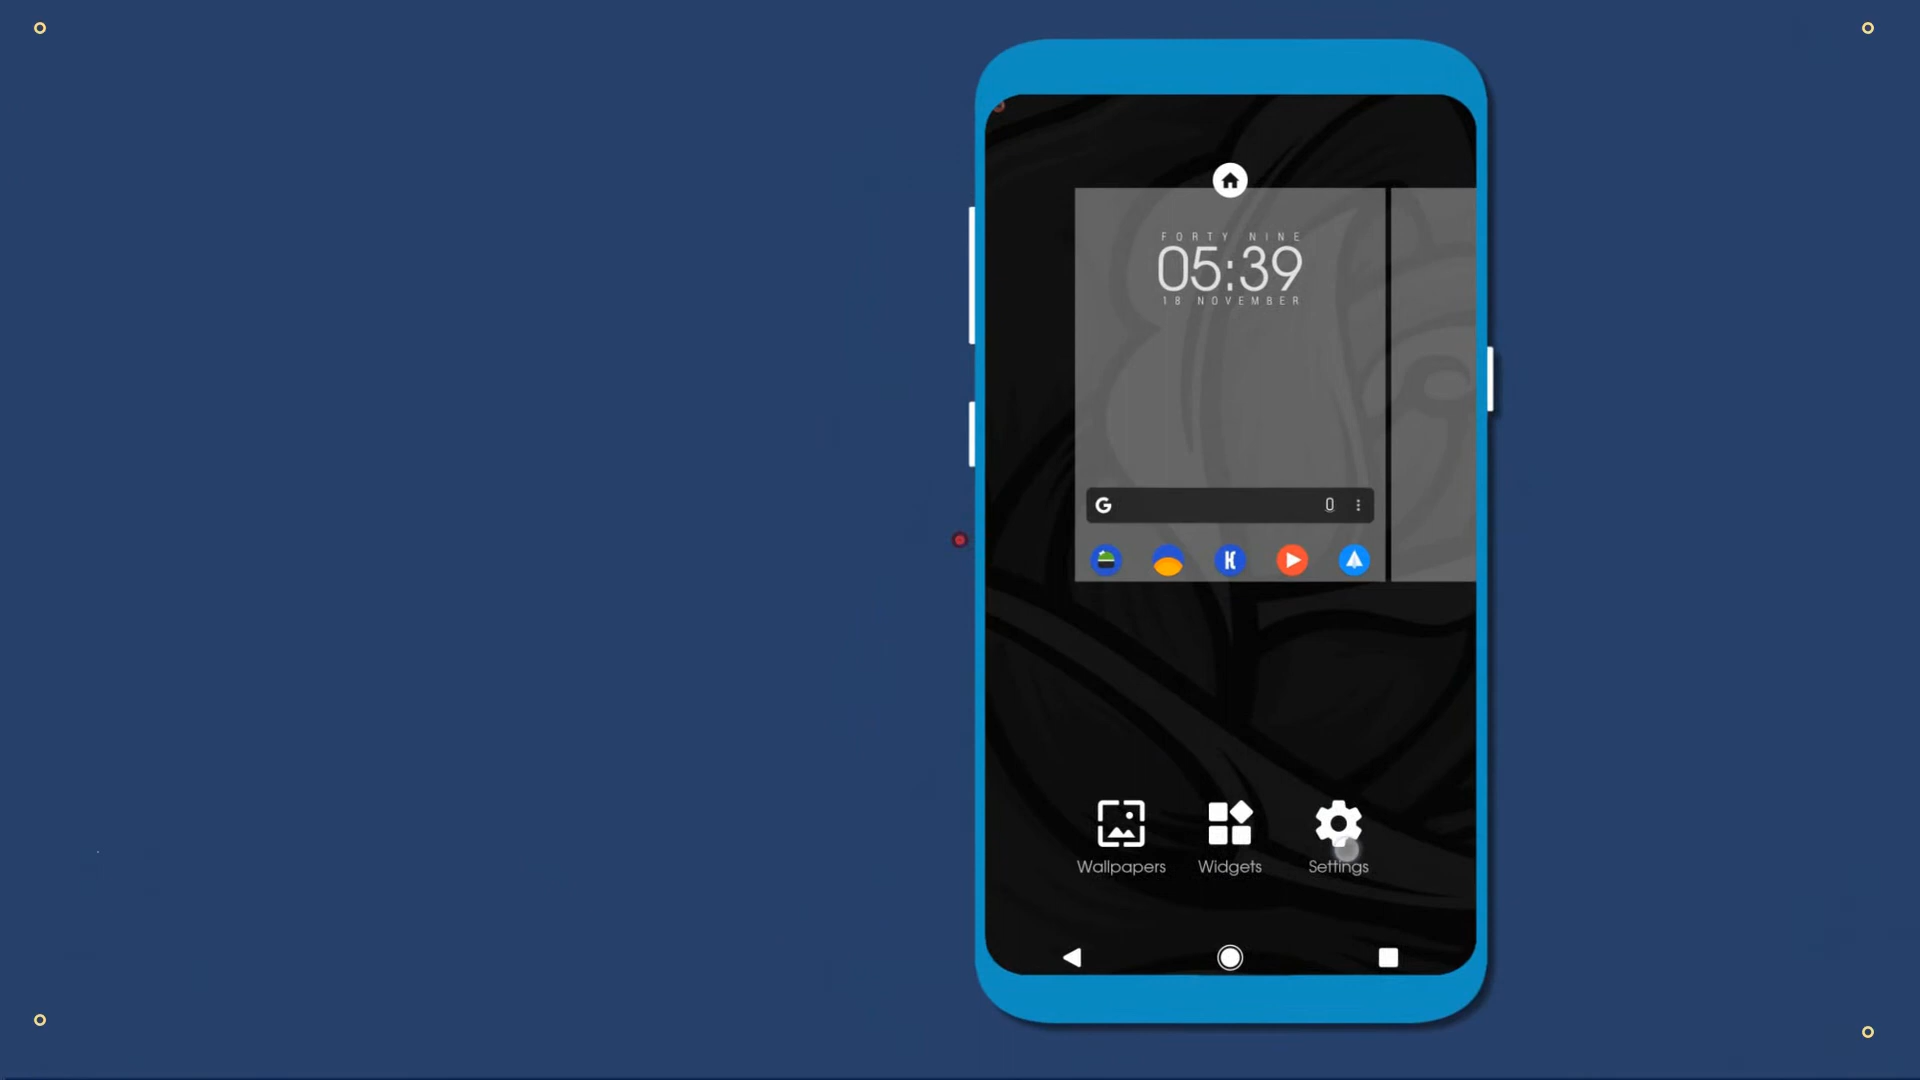 FORTY NINE
05:39
18 NOVEMBER
G
Wallpapers
Widgets
Settings